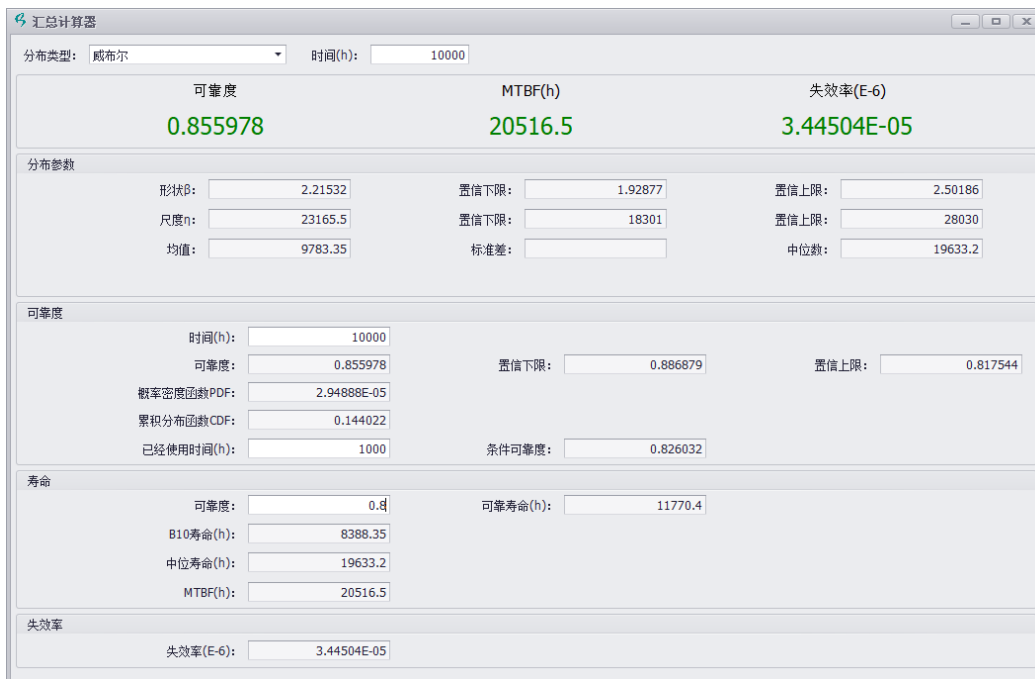 汇总计算器
分布类型: 威布尔 时间(h): 10000
可靠度 MTBF(h) 失效率(E-6)
0.855978 20516.5 3.44504E-05
分布参数
形状β: 2.21532 置信下限: 1.92877 置信上限: 2.50186
尺度η: 23165.5 置信下限: 18301 置信上限: 28030
均值: 9783.35 标准差: 中位数: 19633.2
可靠度
时间(h): 10000
可靠度: 0.855978 置信下限: 0.886879 置信上限: 0.817544
概率密度函数PDF: 2.94888E-05
累积分布函数CDF: 0.144022
已经使用时间(h): 1000 条件可靠度: 0.826032
寿命
可靠度: 0.8 可靠寿命(h): 11770.4
B10寿命(h): 8388.35
中位寿命(h): 19633.2
MTBF(h): 20516.5
失效率
失效率(E-6): 3.44504E-05